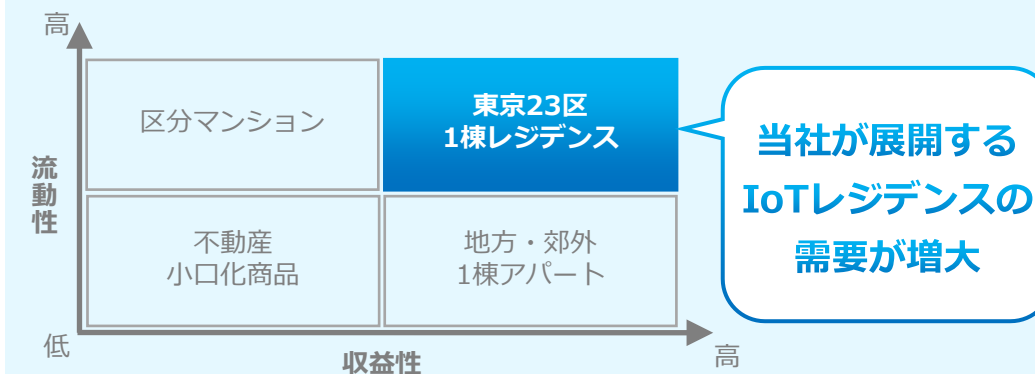 高
流動性
区分マンション
東京23区
1棟レジデンス
不動産
小口化商品
地方・郊外
1棟アパート
低
収益性
高
当社が展開する
IoTレジデンスの
需要が増大